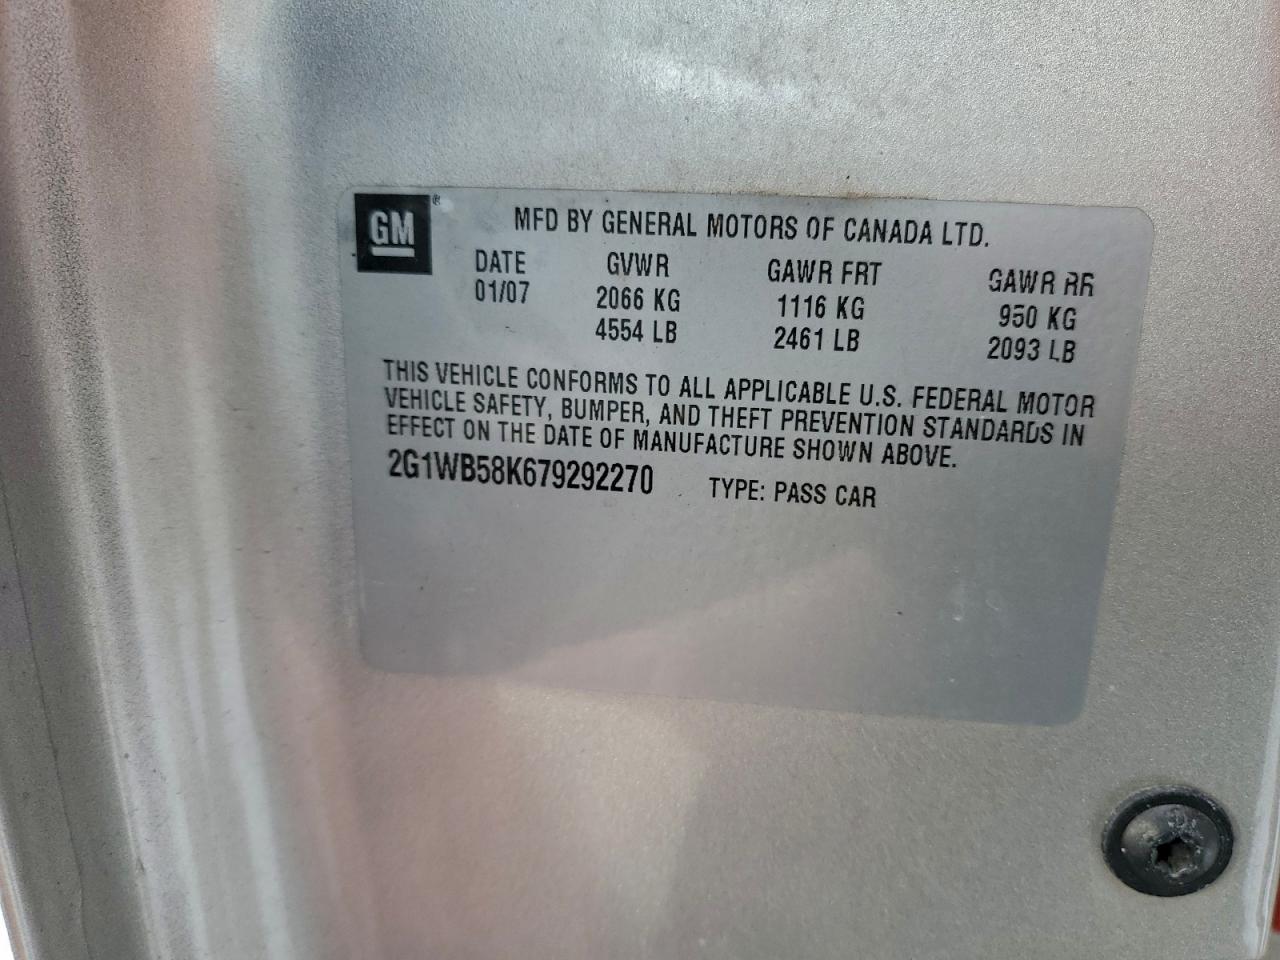 GM®
MFD BY GENERAL MOTORS OF CANADA LTD.
DATE GVWR GAWR FRT GAWR RR
01/07 2066 KG 1116 KG 950 KG
4554 LB 2461 LB 2093 LB
THIS VEHICLE CONFORMS TO ALL APPLICABLE U.S. FEDERAL MOTOR
VEHICLE SAFETY, BUMPER, AND THEFT PREVENTION STANDARDS IN
EFFECT ON THE DATE OF MANUFACTURE SHOWN ABOVE.
2G1WB58K679292270 TYPE: PASS CAR